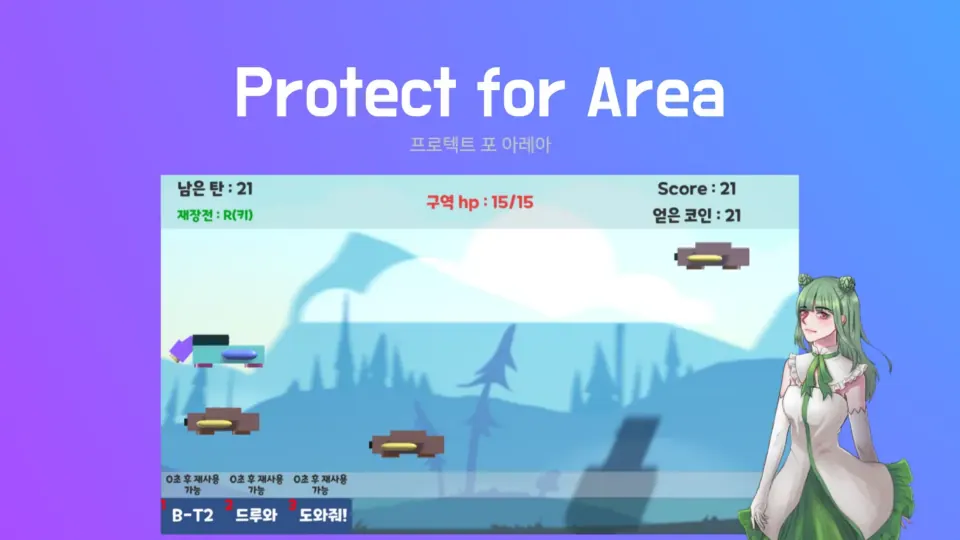 Protect for Area
프로텍트 포 아레아
남은 탄 : 21
재장전 : R(키)
구역 hp : 15/15
Score : 21
얻은 코인 : 21
0초 후 재사용
가능
0초 후 재사용
가능
0초 후 재사용
가능
1 B-T2
2 드루와
3 도와줘!